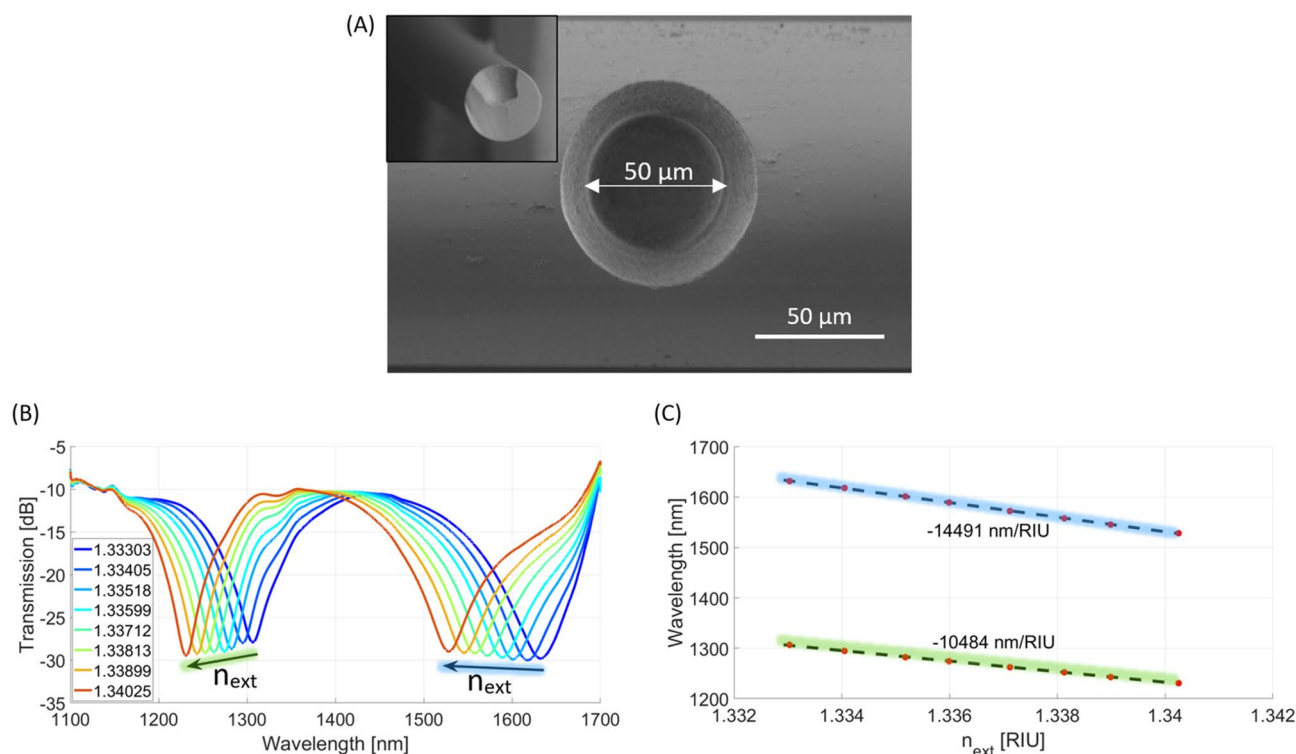 (A)
50 μm
50 μm
(B)
-5
-10
-15
-20
-25
-30
-35
Transmission [dB]
1.33303
1.33405
1.33518
1.33599
1.33712
1.33813
1.33899
1.34025
next
next
1100
1200
1300
1400
1500
1600
1700
Wavelength [nm]
(C)
1700
1600
1500
1400
1300
1200
Wavelength [nm]
-14491 nm/RIU
-10484 nm/RIU
1.332
1.334
1.336
1.338
1.34
1.342
next [RIU]